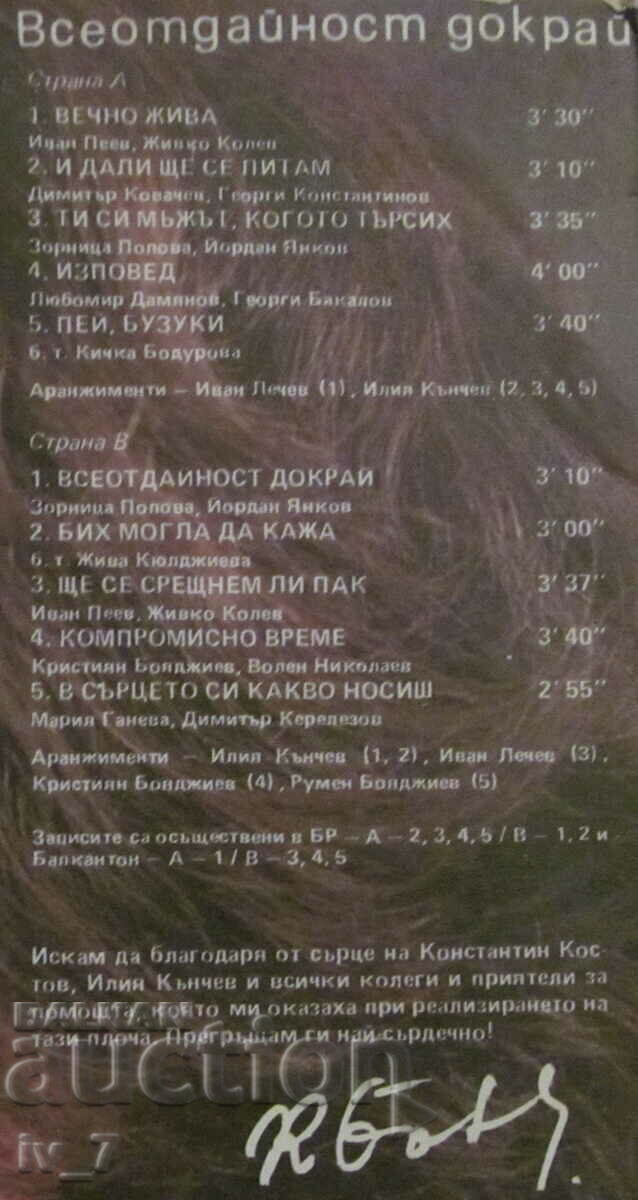 Всеотдайност докрай
Страна А
1. ВЕЧНО ЖИВА 3' 30''
Иван Пеев, Живко Колев
2. И ДАЛИ ЩЕ СЕ ПИТАМ 3' 10''
Димитър Ковачев, Георги Константинов
3. ТИ СИ МЪЖЪТ, КОГОТО ТЪРСИХ 3' 35''
Зорница Попова, Йордан Янков
4. ИЗПОВЕД 4' 00''
Любомир Дамянов, Георги Бакалов
5. ПЕЙ, БУЗУКИ 3' 40''
б. т. Кичка Бодурова
Аранжименти — Иван Лечев (1), Илия Кънчев (2, 3, 4, 5)
Страна В
1. ВСЕОТДАЙНОСТ ДОКРАЙ 3' 10''
Зорница Попова, Йордан Янков
2. БИХ МОГЛА ДА КАЖА 3' 00''
б. т. Жива Кюлджиева
3. ЩЕ СЕ СРЕЩНЕМ ЛИ ПАК 3' 37''
Иван Пеев, Живко Колев
4. КОМПРОМИСНО ВРЕМЕ 3' 40''
Кристиян Бояджиев, Волен Николаев
5. В СЪРЦЕТО СИ КАКВО НОСИШ 2' 55''
Мария Ганева, Димитър Керелезов
Аранжименти — Илия Кънчев (1, 2), Иван Лечев (3),
Кристиян Бояджиев (4), Румен Бояджиев (5)
Записите са осъществени в БР — А — 2, 3, 4, 5 / В — 1, 2 и
Балкантон — А — 1 / В — 3, 4, 5
Искам да благодаря от сърце на Константин Кос-
тов, Илия Кънчев и всички колеги и приятели за
помощта, която ми оказаха при реализирането на
тази плоча. Прегръщам ги най-сърдечно!
BALKAN
auction
iv_7